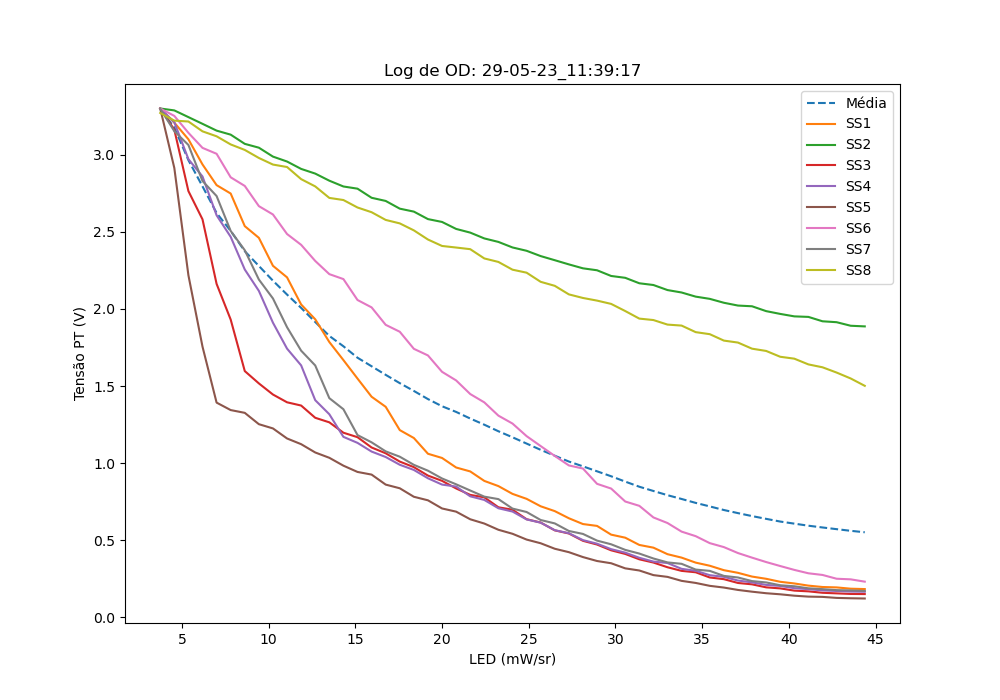 Log de OD: 29-05-23_11:39:17
Média
SS1
SS2
SS3
SS4
SS5
SS6
SS7
SS8
Tensão PT (V)
3.0
2.5
2.0
1.5
1.0
0.5
0.0
5 10 15 20 25 30 35 40 45
LED (mW/sr)